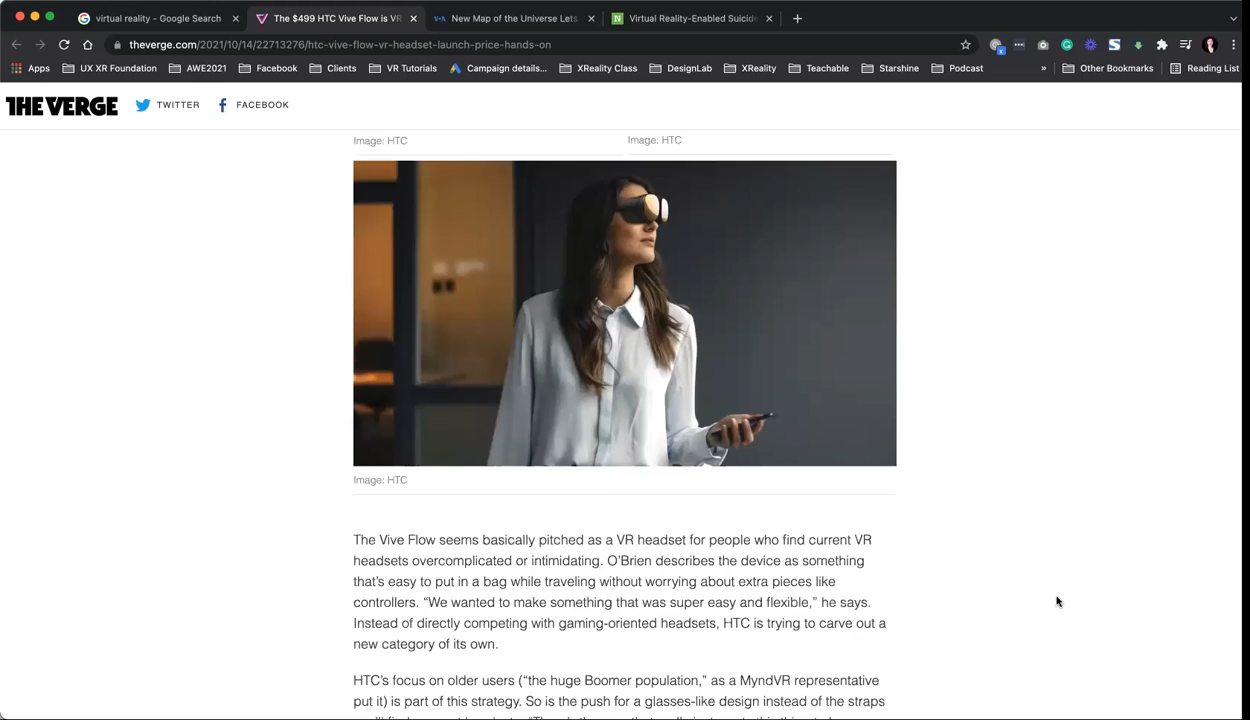 virtual reality - Google Search
The $499 HTC Vive Flow is VR
New Map of the Universe Lets
Virtual Reality-Enabled Suicide
theverge.com/2021/10/14/22713276/htc-vive-flow-vr-headset-launch-price-hands-on
Apps UX XR Foundation AWE2021 Facebook Clients VR Tutorials Campaign details... XReality Class DesignLab XReality Teachable Starshine Podcast » Other Bookmarks Reading List
THE VERGE TWITTER FACEBOOK
Image: HTC
Image: HTC
Image: HTC
The Vive Flow seems basically pitched as a VR headset for people who find current VR
headsets overcomplicated or intimidating. O’Brien describes the device as something
that’s easy to put in a bag while traveling without worrying about extra pieces like
controllers. “We wanted to make something that was super easy and flexible,” he says.
Instead of directly competing with gaming-oriented headsets, HTC is trying to carve out a
new category of its own.
HTC’s focus on older users (“the huge Boomer population,” as a MyndVR representative
put it) is part of this strategy. So is the push for a glasses-like design instead of the straps